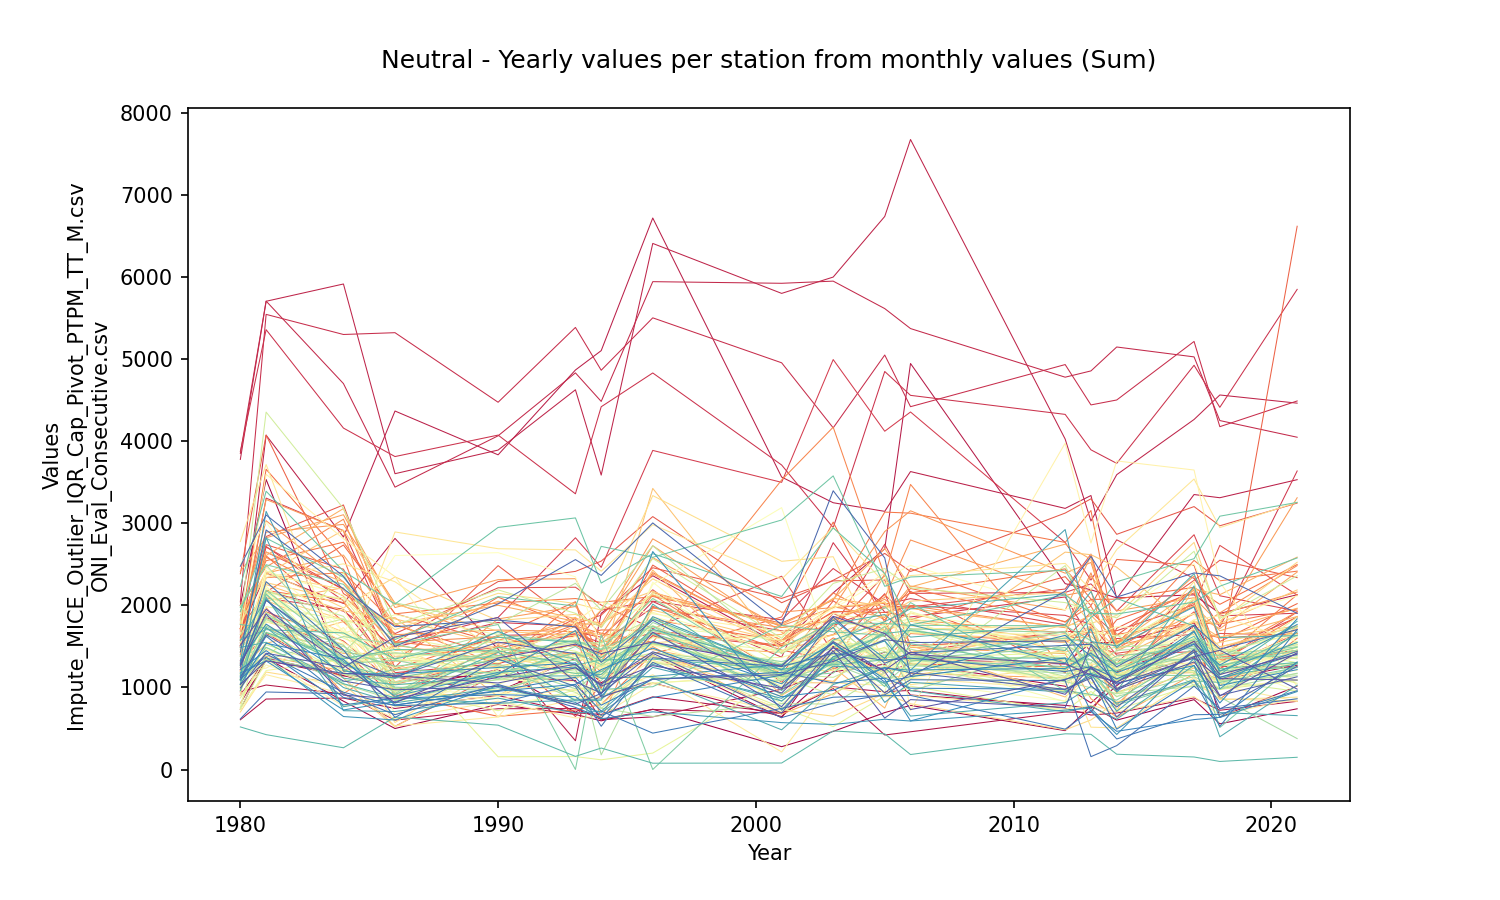 Neutral - Yearly values per station from monthly values (Sum)
8000
7000
6000
5000
4000
3000
2000
1000
0
Values
Impute_MICE_Outlier_IQR_Cap_Pivot_PTPM_TT_M.csv
ONI_Eval_Consecutive.csv
1980
1990
2000
2010
2020
Year